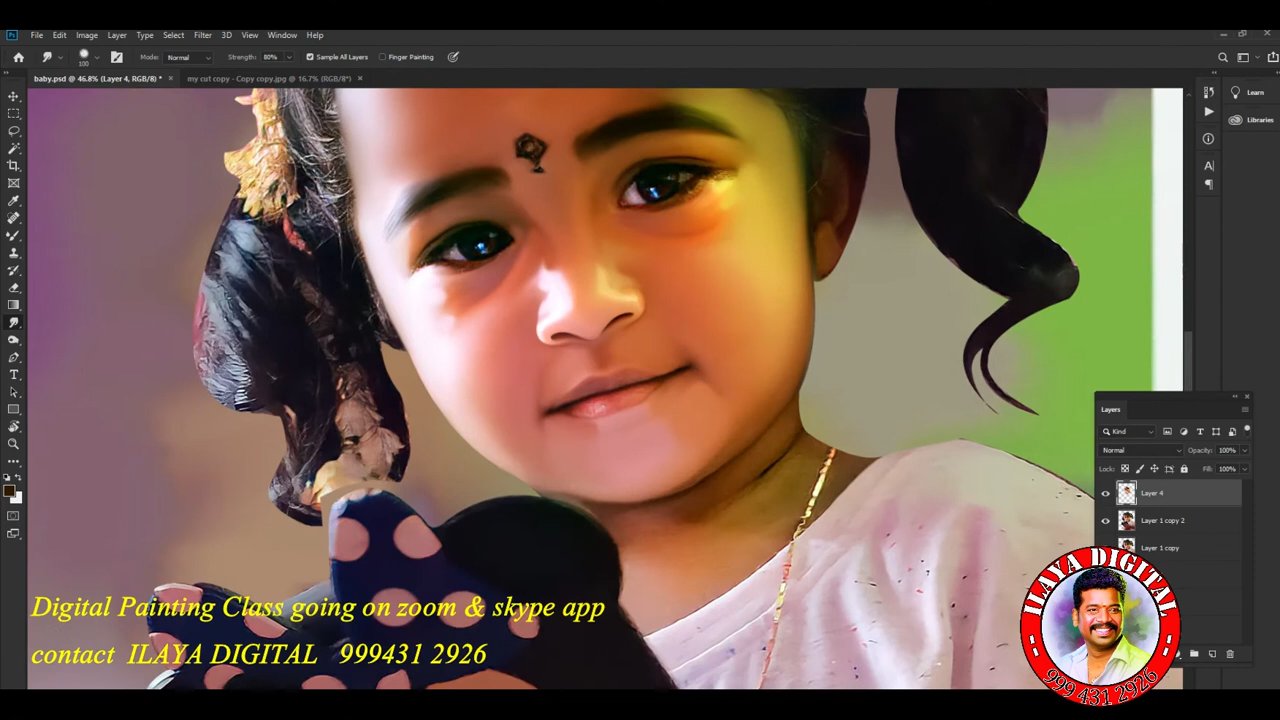 File Edit Image Layer Type Select Filter 3D View Window Help
100 Mode: Normal Strength: 80% Sample All Layers Finger Painting
baby.psd @ 46.8% (Layer 4, RGB/8) * × my cut copy - Copy copy.jpg @ 16.7% (RGB/8*) ×
Learn
Libraries
Layers
Kind
Normal Opacity: 100%
Lock: Fill: 100%
Layer 4
Layer 1 copy 2
Layer 1 copy
Digital Painting Class going on zoom & skype app
contact ILAYA DIGITAL 999431 2926
ILAYA DIGITAL
999 431 2926